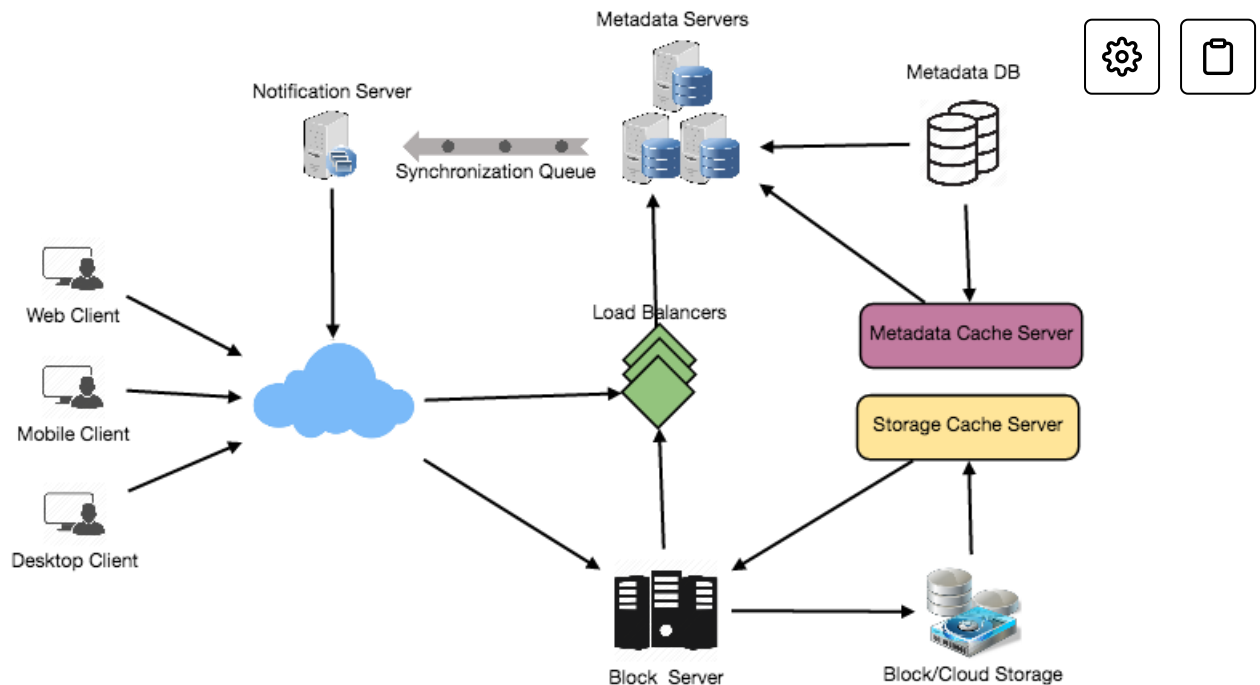 Metadata Servers
Metadata DB
Notification Server
Synchronization Queue
Web Client
Load Balancers
Metadata Cache Server
Storage Cache Server
Mobile Client
Desktop Client
Block Server
Block/Cloud Storage